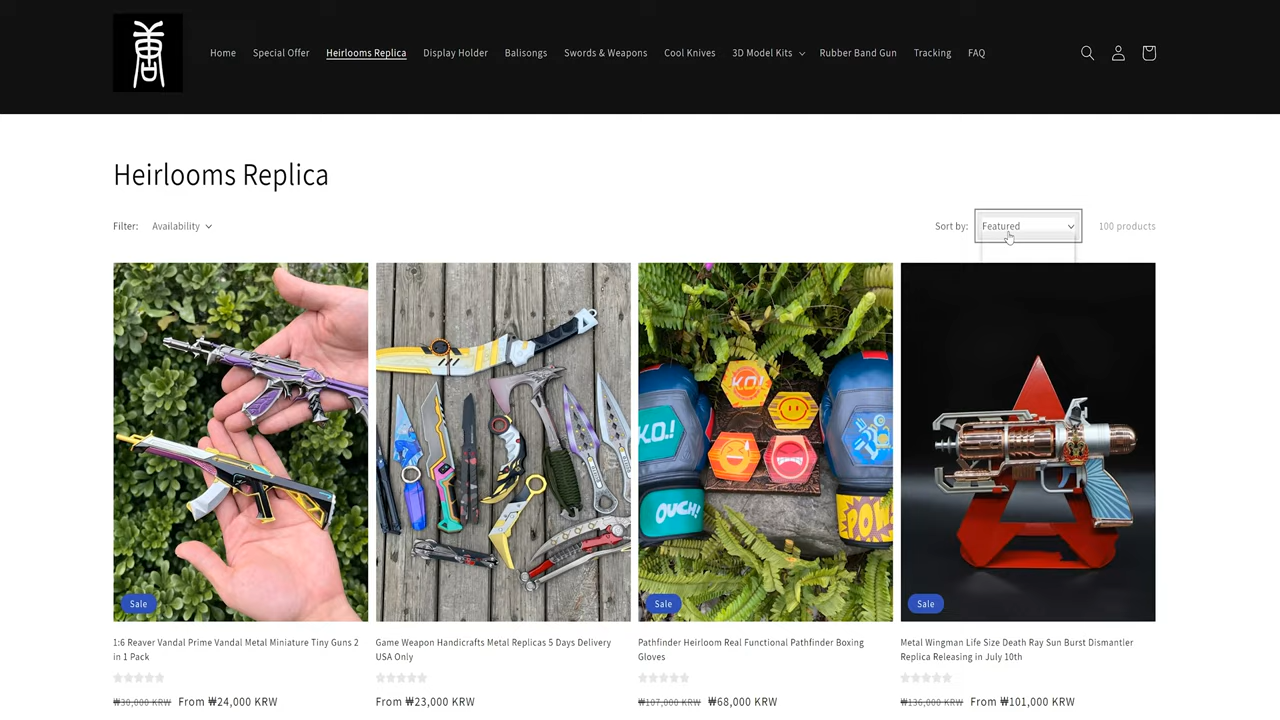 Home Special Offer Heirlooms Replica Display Holder Balisongs Swords & Weapons Cool Knives 3D Model Kits Rubber Band Gun Tracking FAQ
Heirlooms Replica
Filter: Availability
Sort by: Featured 100 products
K.O.!
K.O.!
OUCH!
POW
Sale
Sale
Sale
1:6 Reaver Vandal Prime Vandal Metal Miniature Tiny Guns 2
in 1 Pack
₩30,000 KRW From ₩24,000 KRW
Game Weapon Handicrafts Metal Replicas 5 Days Delivery
USA Only
From ₩23,000 KRW
Pathfinder Heirloom Real Functional Pathfinder Boxing
Gloves
₩107,000 KRW ₩68,000 KRW
Metal Wingman Life Size Death Ray Sun Burst Dismantler
Replica Releasing in July 10th
₩136,000 KRW From ₩101,000 KRW